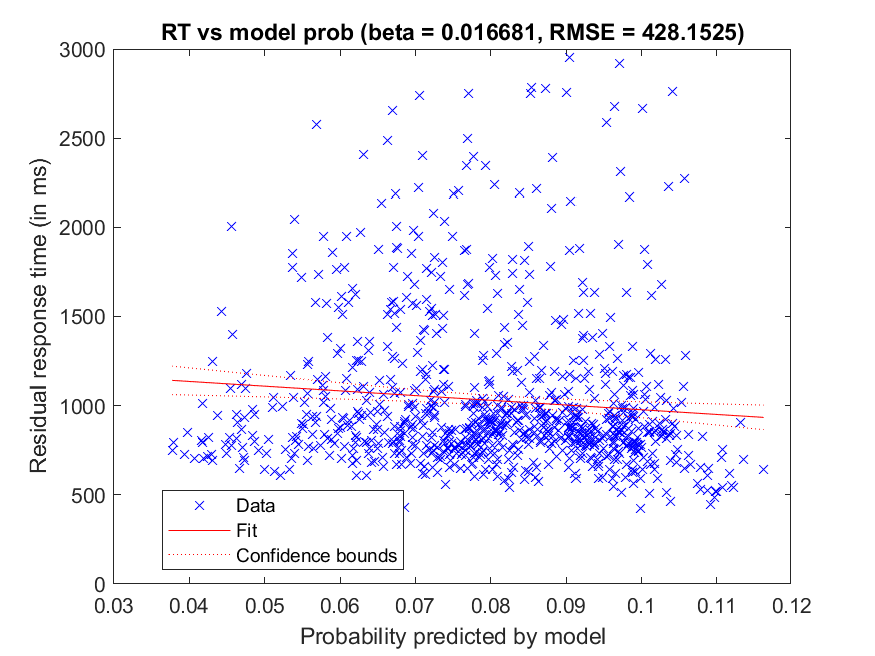 RT vs model prob (beta = 0.016681, RMSE = 428.1525)
3000
2500
2000
1500
1000
500
0
Residual response time (in ms)
Data
Fit
Confidence bounds
0.03 0.04 0.05 0.06 0.07 0.08 0.09 0.1 0.11 0.12
Probability predicted by model